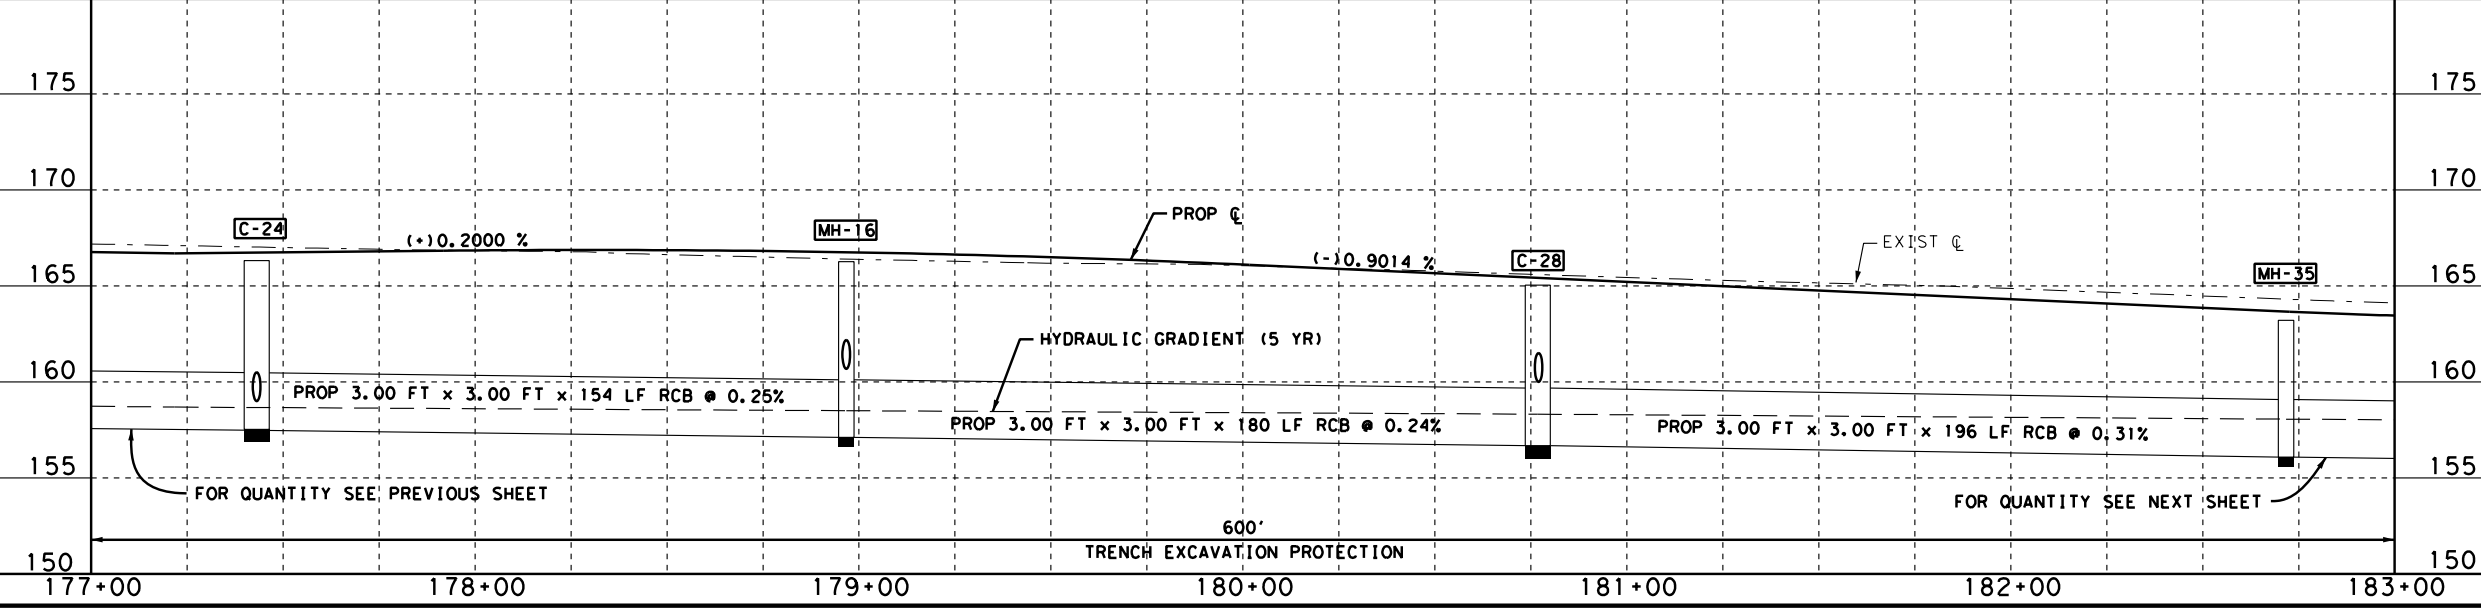 175 175
170 170
C-24 MH-16 PROP ℄
(+)0.2000 % (-)0.9014 % C-28 EXIST ℄
165 MH-35 165
HYDRAULIC GRADIENT (5 YR)
160 160
PROP 3.00 FT x 3.00 FT x 154 LF RCB @ 0.25%
PROP 3.00 FT x 3.00 FT x 180 LF RCB @ 0.24%
PROP 3.00 FT x 3.00 FT x 196 LF RCB @ 0.31%
155 155
FOR QUANTITY SEE PREVIOUS SHEET
FOR QUANTITY SEE NEXT SHEET
600'
TRENCH EXCAVATION PROTECTION
150 150
177+00 178+00 179+00 180+00 181+00 182+00 183+00